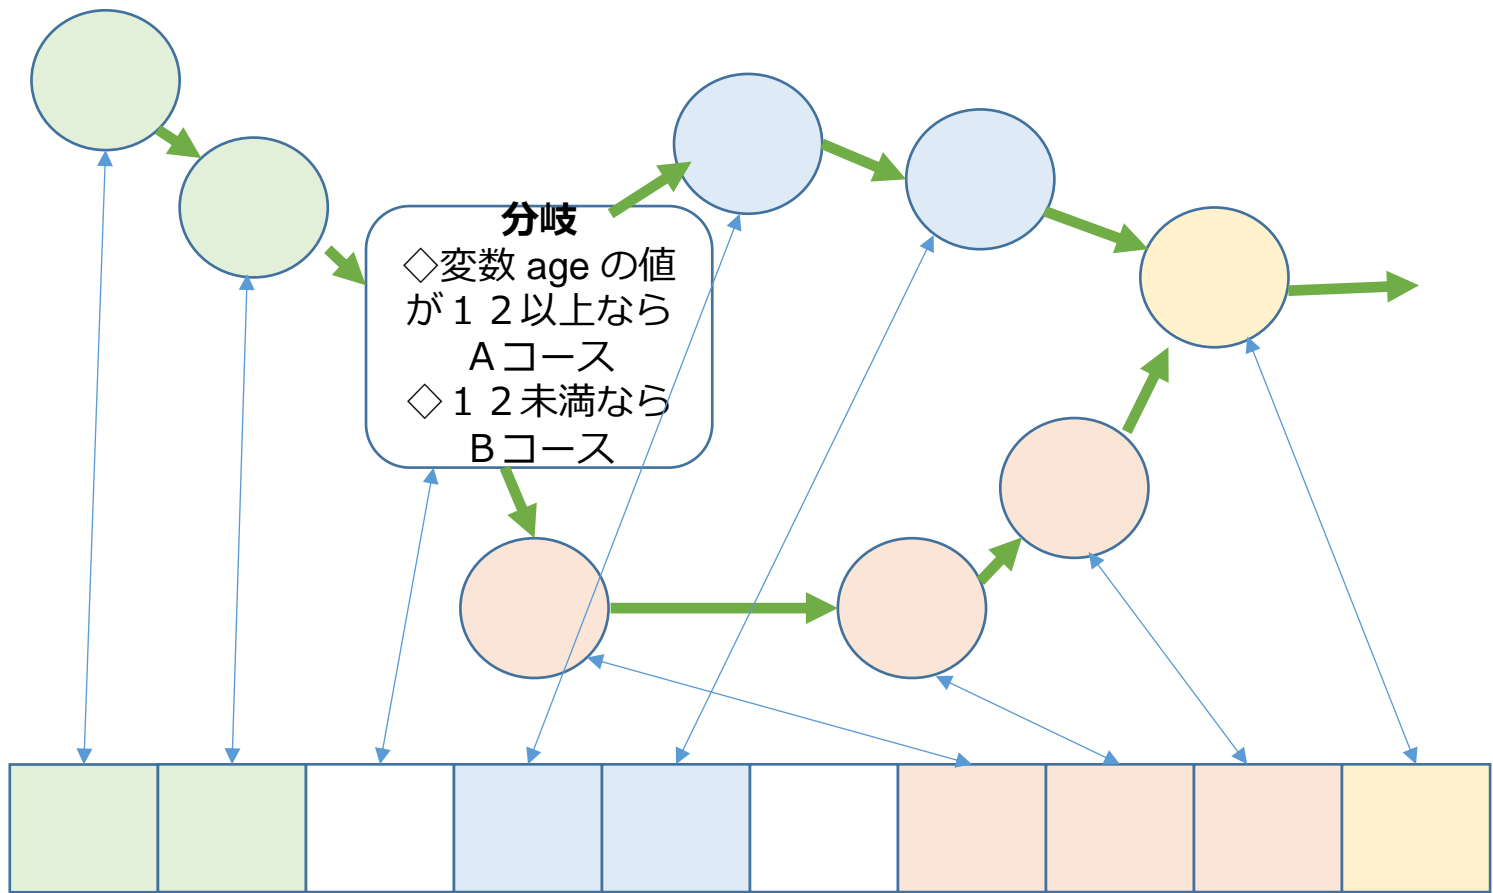 分岐
◇変数 age の値
が１２以上なら
Ａコース
◇１２未満なら
Ｂコース